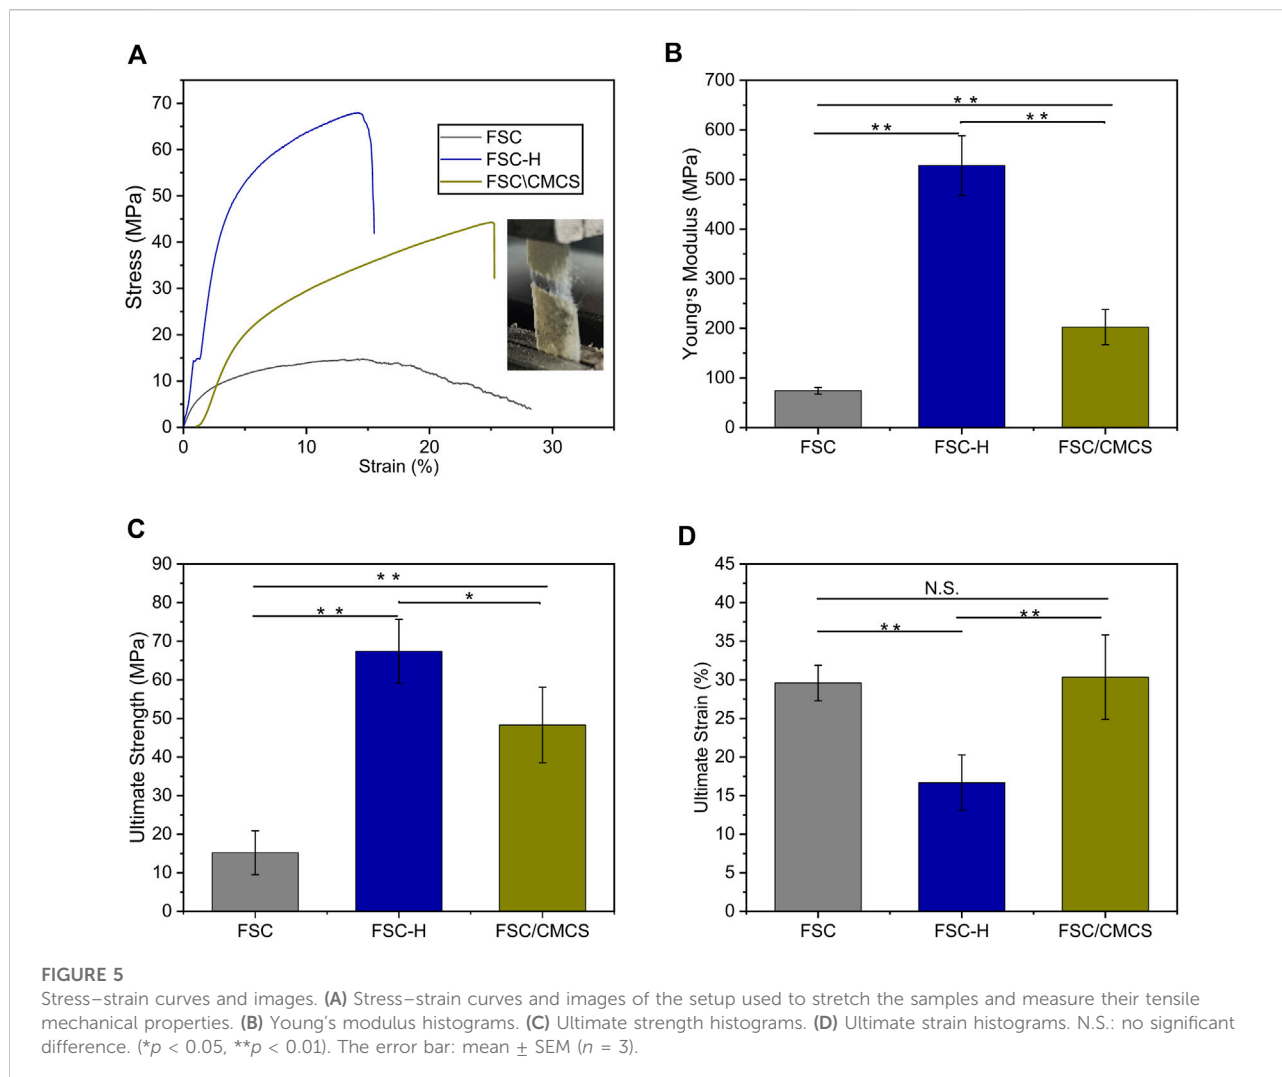 A
Stress (MPa)
70
60
50
40
30
20
10
0
0 10 20 30
Strain (%)
FSC
FSC-H
FSC\CMCS
B
Young's Modulus (MPa)
700
600
500
400
300
200
100
0
** 
** **
FSC FSC-H FSC/CMCS
C
Ultimate Strength (MPa)
90
80
70
60
50
40
30
20
10
0
**
** *
FSC FSC-H FSC/CMCS
D
Ultimate Strain (%)
45
40
35
30
25
20
15
10
5
0
N.S.
** **
FSC FSC-H FSC/CMCS
FIGURE 5
Stress–strain curves and images. (A) Stress–strain curves and images of the setup used to stretch the samples and measure their tensile
mechanical properties. (B) Young's modulus histograms. (C) Ultimate strength histograms. (D) Ultimate strain histograms. N.S.: no significant
difference. (*p < 0.05, **p < 0.01). The error bar: mean ± SEM (n = 3).